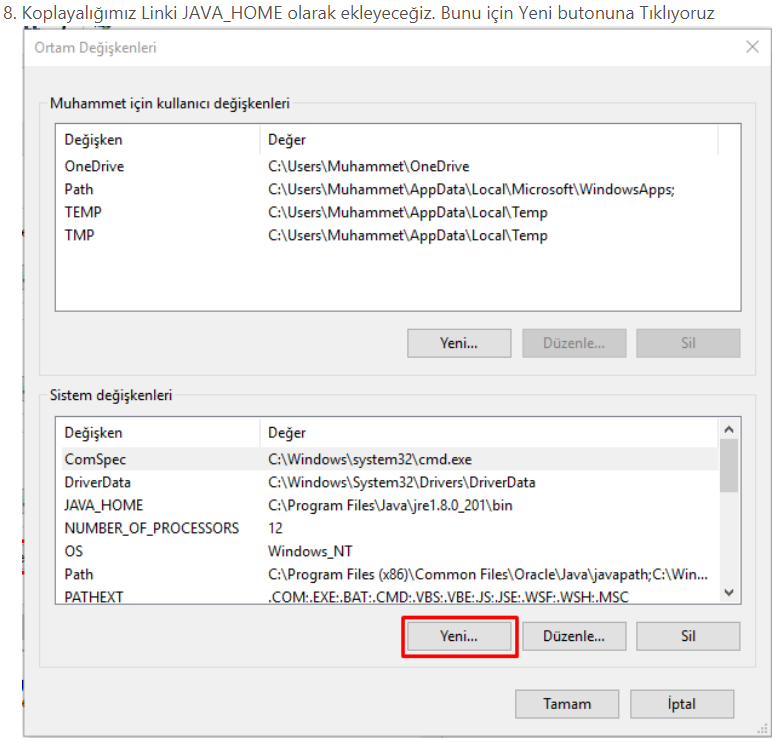 8. Koplayalığımız Linki JAVA_HOME olarak ekleyeceğiz. Bunu için Yeni butonuna Tıklıyoruz
Ortam Değişkenleri
Muhammet için kullanıcı değişkenleri
Değişken Değer
OneDrive C:\Users\Muhammet\OneDrive
Path C:\Users\Muhammet\AppData\Local\Microsoft\WindowsApps;
TEMP C:\Users\Muhammet\AppData\Local\Temp
TMP C:\Users\Muhammet\AppData\Local\Temp
Yeni... Düzenle... Sil
Sistem değişkenleri
Değişken Değer
ComSpec C:\Windows\system32\cmd.exe
DriverData C:\Windows\System32\Drivers\DriverData
JAVA_HOME C:\Program Files\Java\jre1.8.0_201\bin
NUMBER_OF_PROCESSORS 12
OS Windows_NT
Path C:\Program Files (x86)\Common Files\Oracle\Java\javapath;C:\Win...
PATHEXT .COM;.EXE;.BAT;.CMD;.VBS;.VBE;.JS;.JSE;.WSF;.WSH;.MSC
Yeni... Düzenle... Sil
Tamam İptal